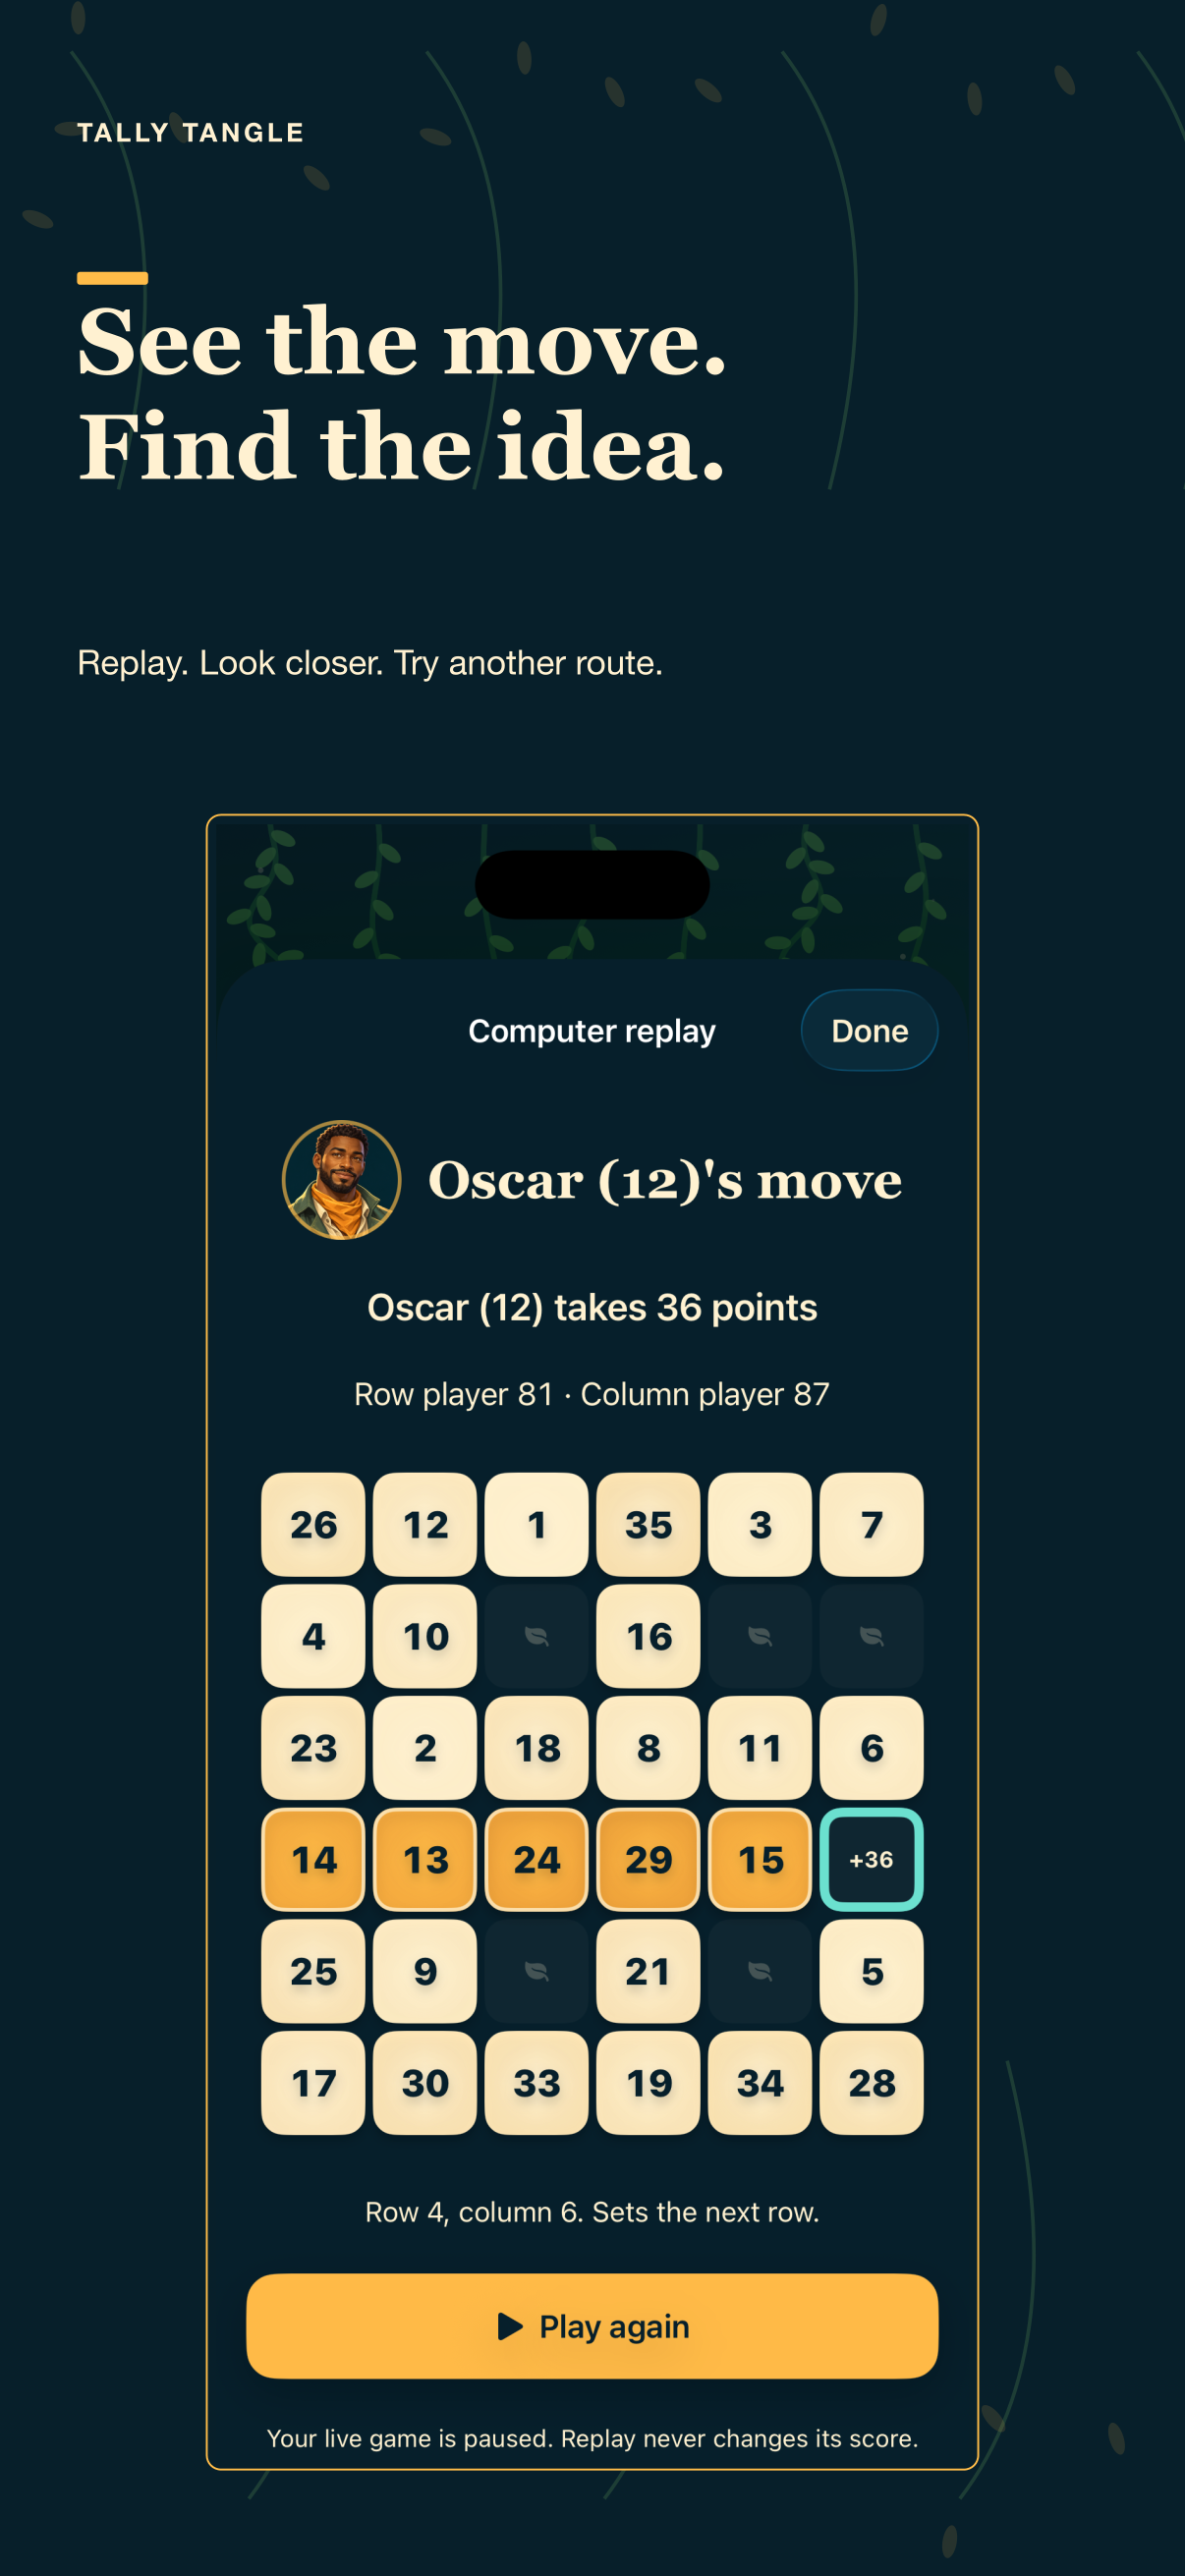 TALLY TANGLE
See the move.
Find the idea.
Replay. Look closer. Try another route.
Computer replay
Done
Oscar (12)'s move
Oscar (12) takes 36 points
Row player 81 · Column player 87
26 12 1 35 3 7
4 10 16
23 2 18 8 11 6
14 13 24 29 15 +36
25 9 21 5
17 30 33 19 34 28
Row 4, column 6. Sets the next row.
Play again
Your live game is paused. Replay never changes its score.